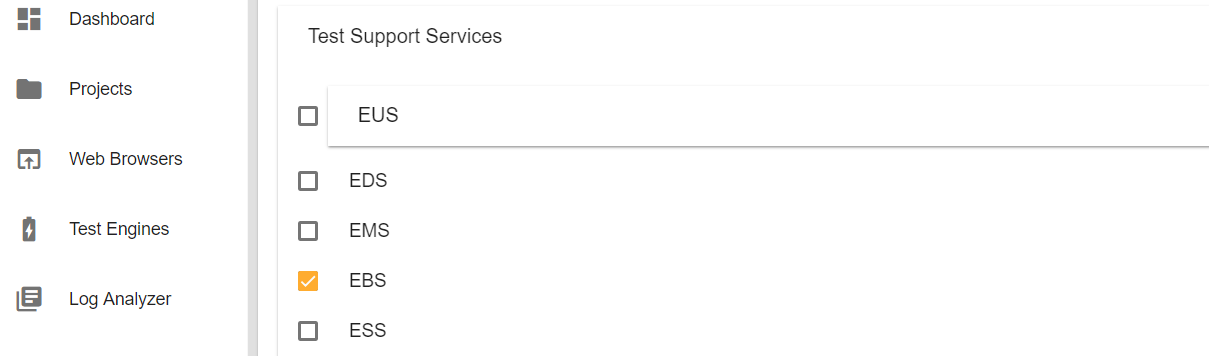 Dashboard
Projects
Web Browsers
Test Engines
Log Analyzer
Test Support Services
EUS
EDS
EMS
EBS
ESS